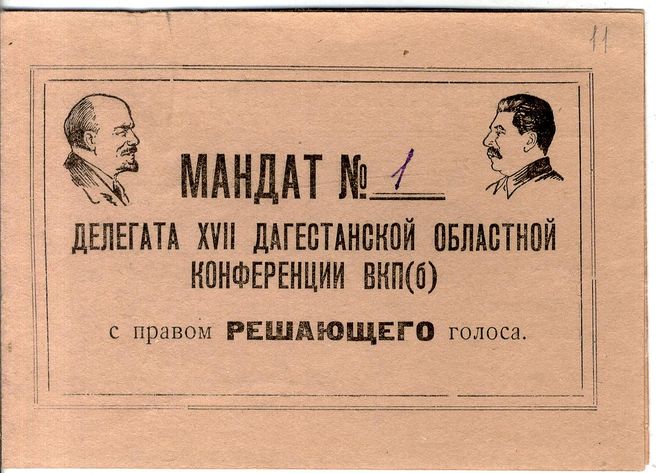 11
МАНДАТ № 1
ДЕЛЕГАТА XVII ДАГЕСТАНСКОЙ ОБЛАСТНОЙ
КОНФЕРЕНЦИИ ВКП(б)
с правом РЕШАЮЩЕГО голоса.